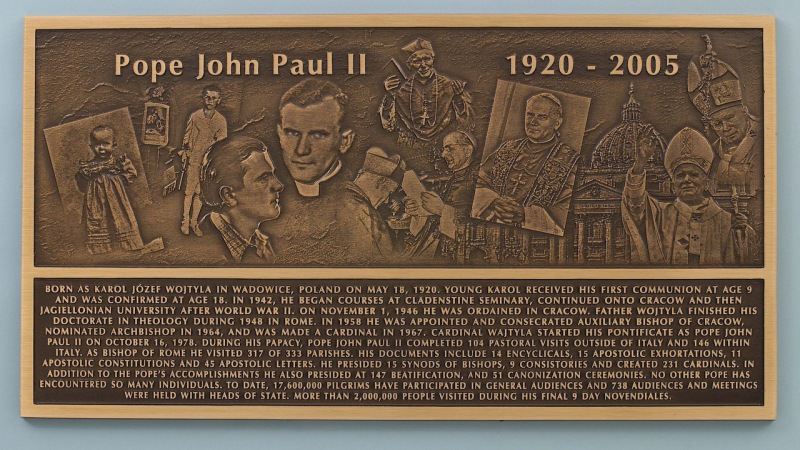 Pope John Paul II 1920 - 2005
BORN AS KAROL JÓZEF WOJTYLA IN WADOWICE, POLAND ON MAY 18, 1920. YOUNG KAROL RECEIVED HIS FIRST COMMUNION AT AGE 9
AND WAS CONFIRMED AT AGE 18. IN 1942, HE BEGAN COURSES AT CLADENSTINE SEMINARY, CONTINUED ONTO CRACOW AND THEN
JAGIELLONIAN UNIVERSITY AFTER WORLD WAR II. ON NOVEMBER 1, 1946 HE WAS ORDAINED IN CRACOW. FATHER WOJTYLA FINISHED HIS
DOCTORATE IN THEOLOGY DURING 1948 IN ROME. IN 1958 HE WAS APPOINTED AND CONSECRATED AUXILIARY BISHOP OF CRACOW,
NOMINATED ARCHBISHOP IN 1964, AND WAS MADE A CARDINAL IN 1967. CARDINAL WAJTYLA STARTED HIS PONTIFICATE AS POPE JOHN
PAUL II ON OCTOBER 16, 1978. DURING HIS PAPACY, POPE JOHN PAUL II COMPLETED 104 PASTORAL VISITS OUTSIDE OF ITALY AND 146 WITHIN
ITALY. AS BISHOP OF ROME HE VISITED 317 OF 333 PARISHES. HIS DOCUMENTS INCLUDE 14 ENCYCLICALS, 15 APOSTOLIC EXHORTATIONS, 11
APOSTOLIC CONSTITUTIONS AND 45 APOSTOLIC LETTERS. HE PRESIDED 15 SYNODS OF BISHOPS, 9 CONSISTORIES AND CREATED 231 CARDINALS. IN
ADDITION TO THE POPE'S ACCOMPLISHMENTS HE ALSO PRESIDED AT 147 BEATIFICATION, AND 51 CANONIZATION CEREMONIES. NO OTHER POPE HAS
ENCOUNTERED SO MANY INDIVIDUALS. TO DATE, 17,600,000 PILGRIMS HAVE PARTICIPATED IN GENERAL AUDIENCES AND 738 AUDIENCES AND MEETINGS
WERE HELD WITH HEADS OF STATE. MORE THAN 2,000,000 PEOPLE VISITED DURING HIS FINAL 9 DAY NOVENDIALES.